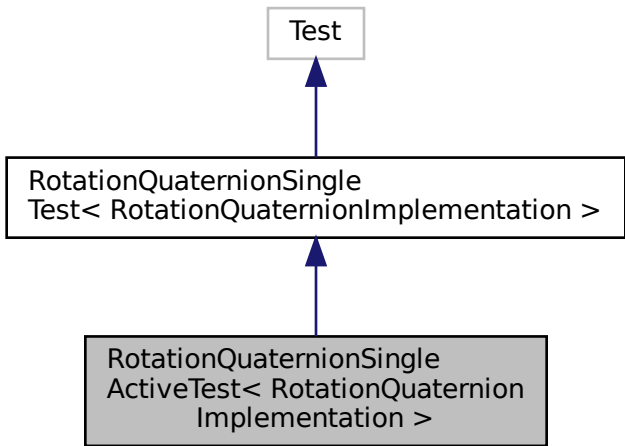 Test
RotationQuaternionSingle
Test< RotationQuaternionImplementation >
RotationQuaternionSingle
ActiveTest< RotationQuaternion
Implementation >